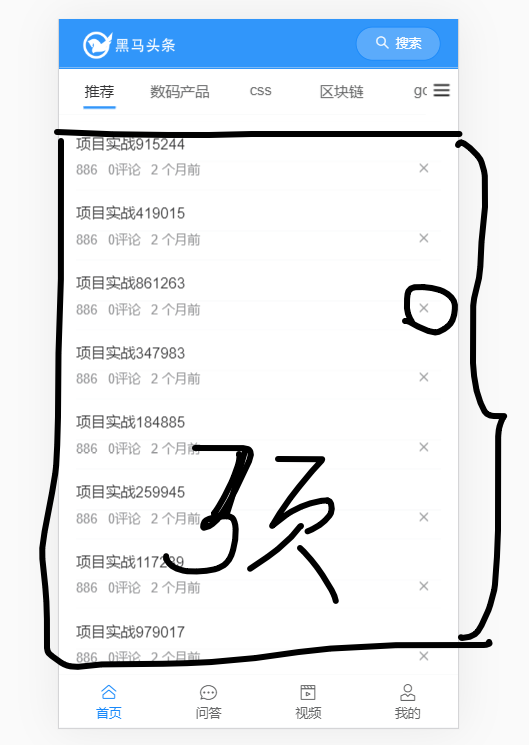 黑马头条
搜索
推荐 数码产品 css 区块链 gc
项目实战915244
886 0评论 2个月前
项目实战419015
886 0评论 2个月前
项目实战861263
886 0评论 2个月前
项目实战347983
886 0评论 2个月前
项目实战184885
886 0评论 2个月前
项目实战259945
886 0评论 2个月前
项目实战117239
886 0评论 2个月前
项目实战979017
886 0评论 2个月前
首页 问答 视频 我的